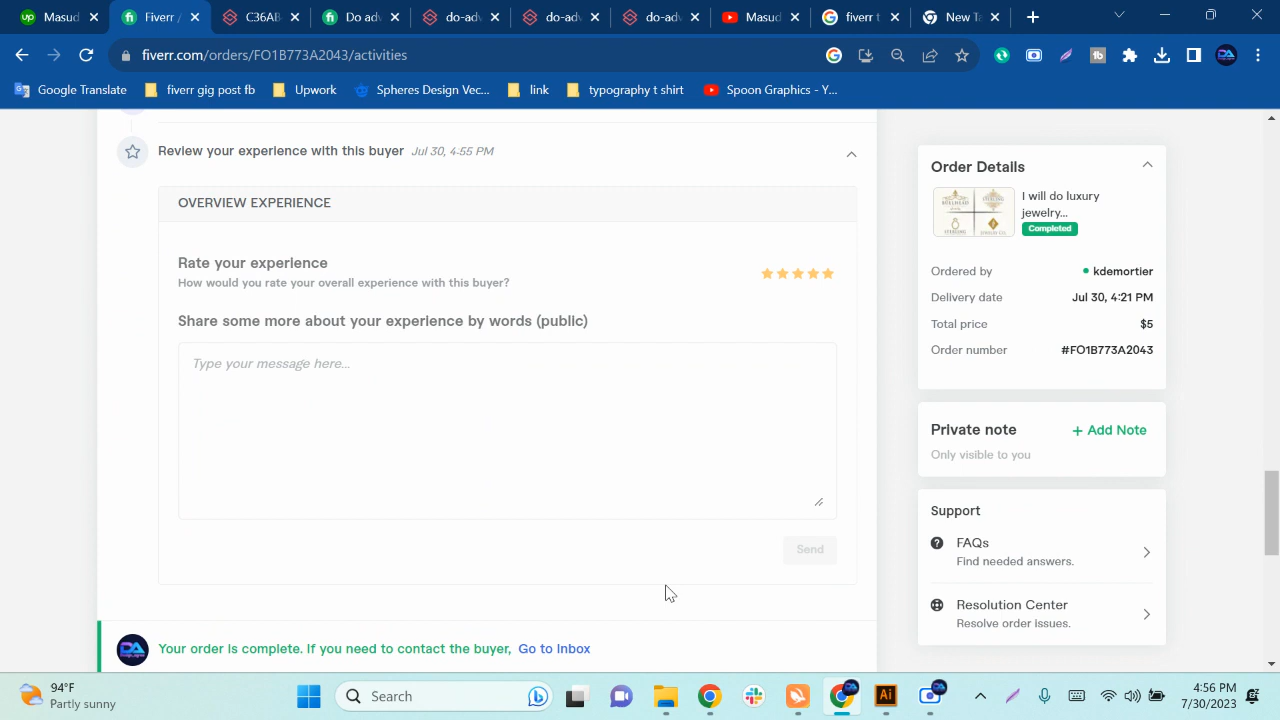 Masud
Fiverr /
C36AB
Do adv
do-adv
do-adv
do-adv
Masuc
fiverr t
New Ta
fiverr.com/orders/FO1B773A2043/activities
Google Translate
fiverr gig post fb
Upwork
Spheres Design Vec...
link
typography t shirt
Spoon Graphics - Y...
Review your experience with this buyer Jul 30, 4:55 PM
OVERVIEW EXPERIENCE
Rate your experience
How would you rate your overall experience with this buyer?
Share some more about your experience by words (public)
Type your message here...
Send
Your order is complete. If you need to contact the buyer, Go to Inbox
Order Details
I will do luxury
jewelry...
Completed
Ordered by kdemortier
Delivery date Jul 30, 4:21 PM
Total price $5
Order number #FO1B773A2043
Private note + Add Note
Only visible to you
Support
FAQs
Find needed answers.
Resolution Center
Resolve order issues.
94°F
Partly sunny
Search
4:56 PM
7/30/2023